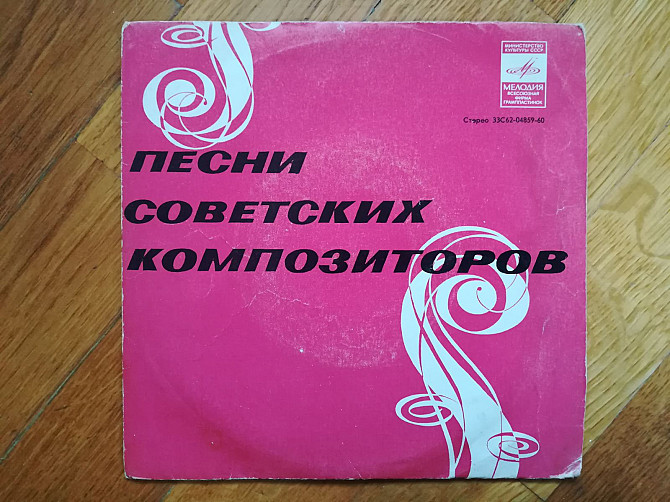 МИНИСТЕРСТВО
КУЛЬТУРЫ СССР
МЕЛОДИЯ
ВСЕСОЮЗНАЯ
ФИРМА
ГРАМПЛАСТИНОК
Стерео 33С62-04859-60
ПЕСНИ
СОВЕТСКИХ
КОМПОЗИТОРОВ